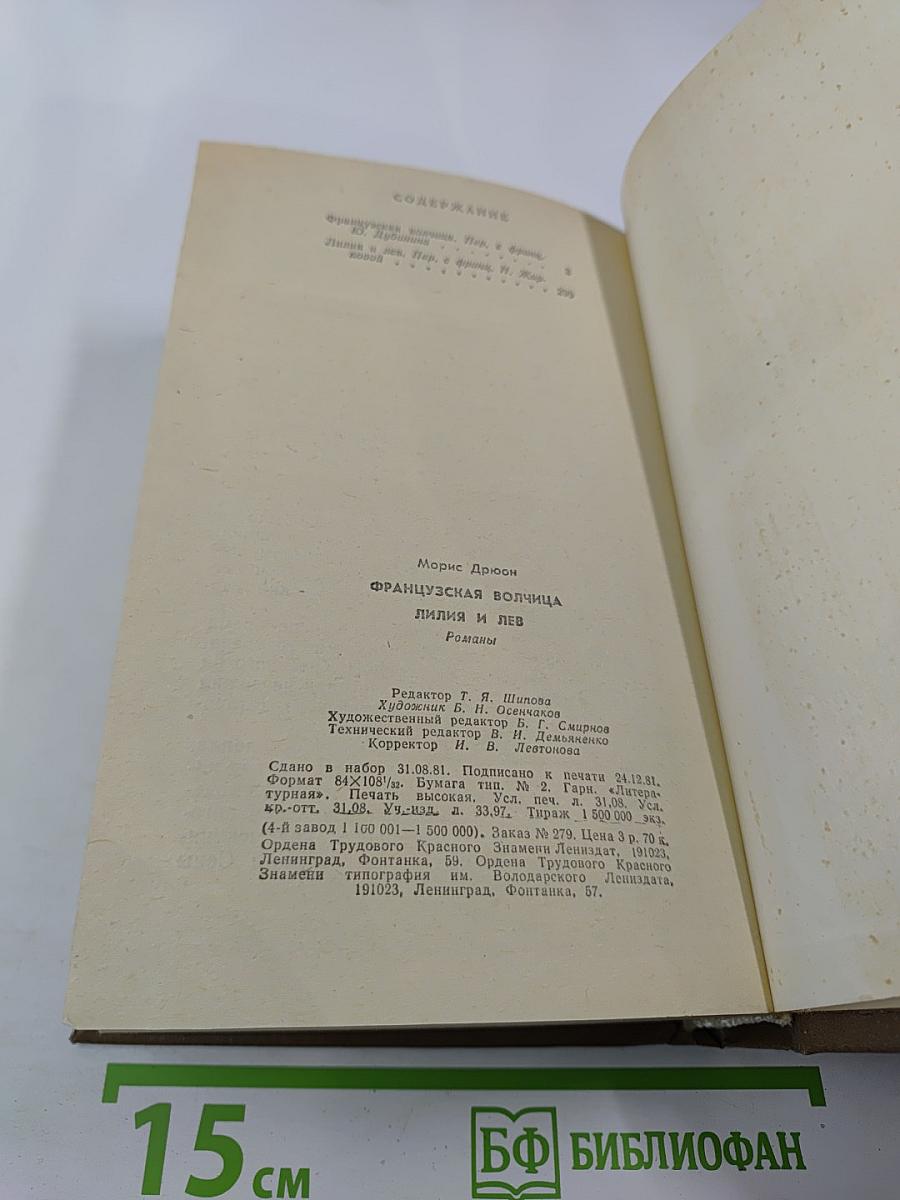 СОДЕРЖАНИЕ
Французская волчица. Пер. с франц.
Ю. Дубинина . . . . . . . . 3
Лилия и лев. Пер. с франц. Н. Жар-
ковой . . . . . . . . . . . . 299
Морис Дрюон
ФРАНЦУЗСКАЯ ВОЛЧИЦА
ЛИЛИЯ И ЛЕВ
Романы
Редактор Т. Я. Шипова
Художник Б. Н. Осенчаков
Художественный редактор Б. Г. Смирнов
Технический редактор В. И. Демьяненко
Корректор И. В. Левтонова
Сдано в набор 31.08.81. Подписано к печати 24.12.81.
Формат 84×108¹/₃₂. Бумага тип. № 2. Гарн. «Литера-
турная». Печать высокая. Усл. печ. л. 31,08. Усл.
кр.-отт. 31,08. Уч.-изд. л. 33,97. Тираж 1 500 000 экз.
(4-й завод 1 100 001—1 500 000). Заказ № 279. Цена 3 р. 70 к.
Ордена Трудового Красного Знамени Лениздат, 191023,
Ленинград, Фонтанка, 59. Ордена Трудового Красного
Знамени типография им. Володарского Лениздата,
191023, Ленинград, Фонтанка, 57.
15 см
БФ БИБЛИОФАН